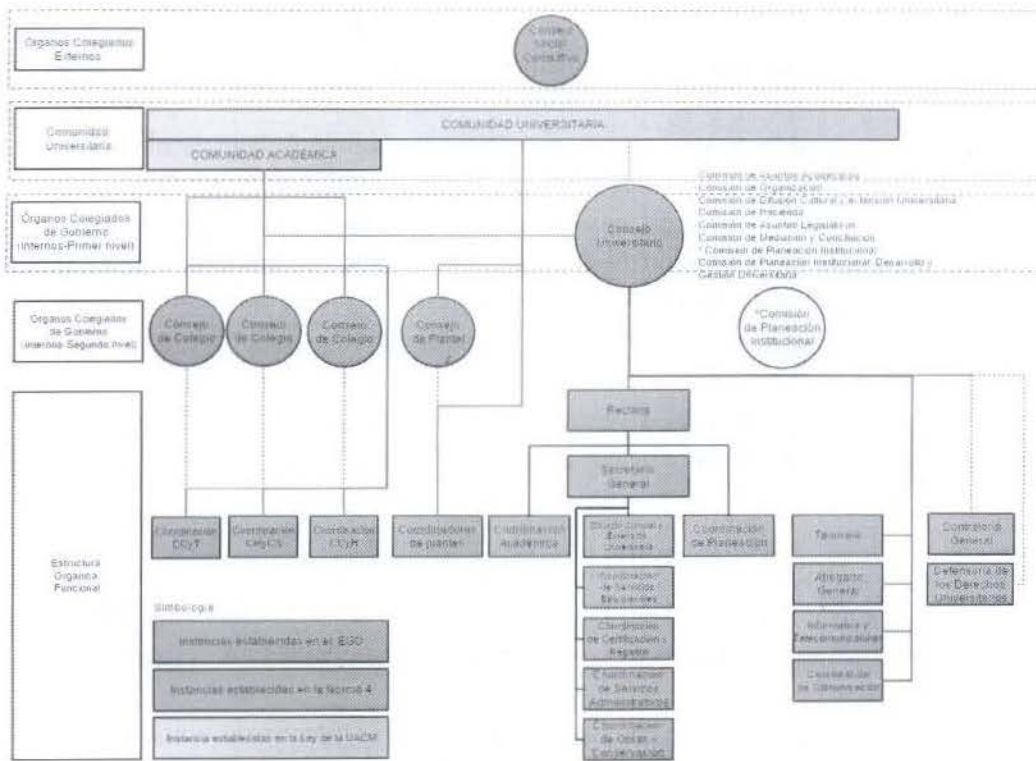 Órganos Colegiados
Externos
Consejo
Social
Consultivo
Comunidad
Universitaria
COMUNIDAD UNIVERSITARIA
COMUNIDAD ACADÉMICA
Órganos Colegiados
de Gobierno
(Internos-Primer nivel)
Consejo
Universitario
Comisión de Asuntos Académicos
Comisión de Organización
Comisión de Difusión Cultural y Extensión Universitaria
Comisión de Hacienda
Comisión de Asuntos Legislativos
Comisión de Mediación y Conciliación
* Comisión de Planeación Institucional
Comisión de Planeación Institucional, Desarrollo y
Gestión Universitaria
Órganos Colegiados
de Gobierno
(Internos-Segundo nivel)
Consejo
de Colegio
Consejo
de Colegio
Consejo
de Colegio
Consejo
de Plantel
*Comisión
de Planeación
Institucional
Estructura
Orgánica
Funcional
Rectoría
Secretaría
General
Coordinación
CCyT
Coordinación
Coordinación
CCyH
Coordinadores
de plantel
Coordinación
Académica
Universitaria
Coordinación
de Planeación
Coordinación
de Servicios
Estudiantiles
Coordinación
de Certificación y
Registro
Coordinación
de Servicios
Administrativos
Coordinación
de Obras y
Conservación
Tesorería
Abogado
General
Informática y
Telecomunicaciones
Coordinación
de Comunicación
Contraloría
General
Defensoría de
los Derechos
Universitarios
Simbología
Instancias establecidas en el EGO
Instancias establecidas en la Norma 4
Instancia establecidas en la Ley de la UACM